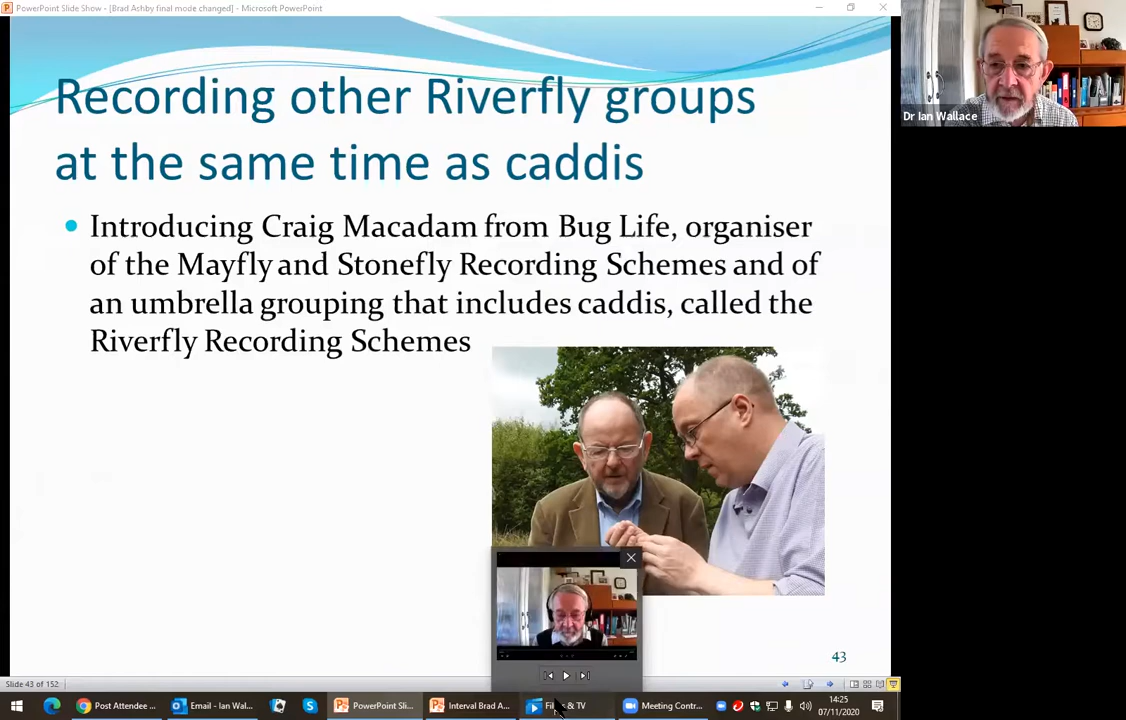 PowerPoint Slide Show - [Brad Achby final mode changed] - Microsoft PowerPoint
Recording other Riverfly groups
at the same time as caddis
Introducing Craig Macadam from Bug Life, organiser
of the Mayfly and Stonefly Recording Schemes and of
an umbrella grouping that includes caddis, called the
Riverfly Recording Schemes
43
Dr Ian Wallace
Slide 43 of 152
Post Attendee ...
Email - Ian Wal...
PowerPoint Sli...
Interval Brad A...
& TV
Meeting Contr...
14:25
07/11/2020